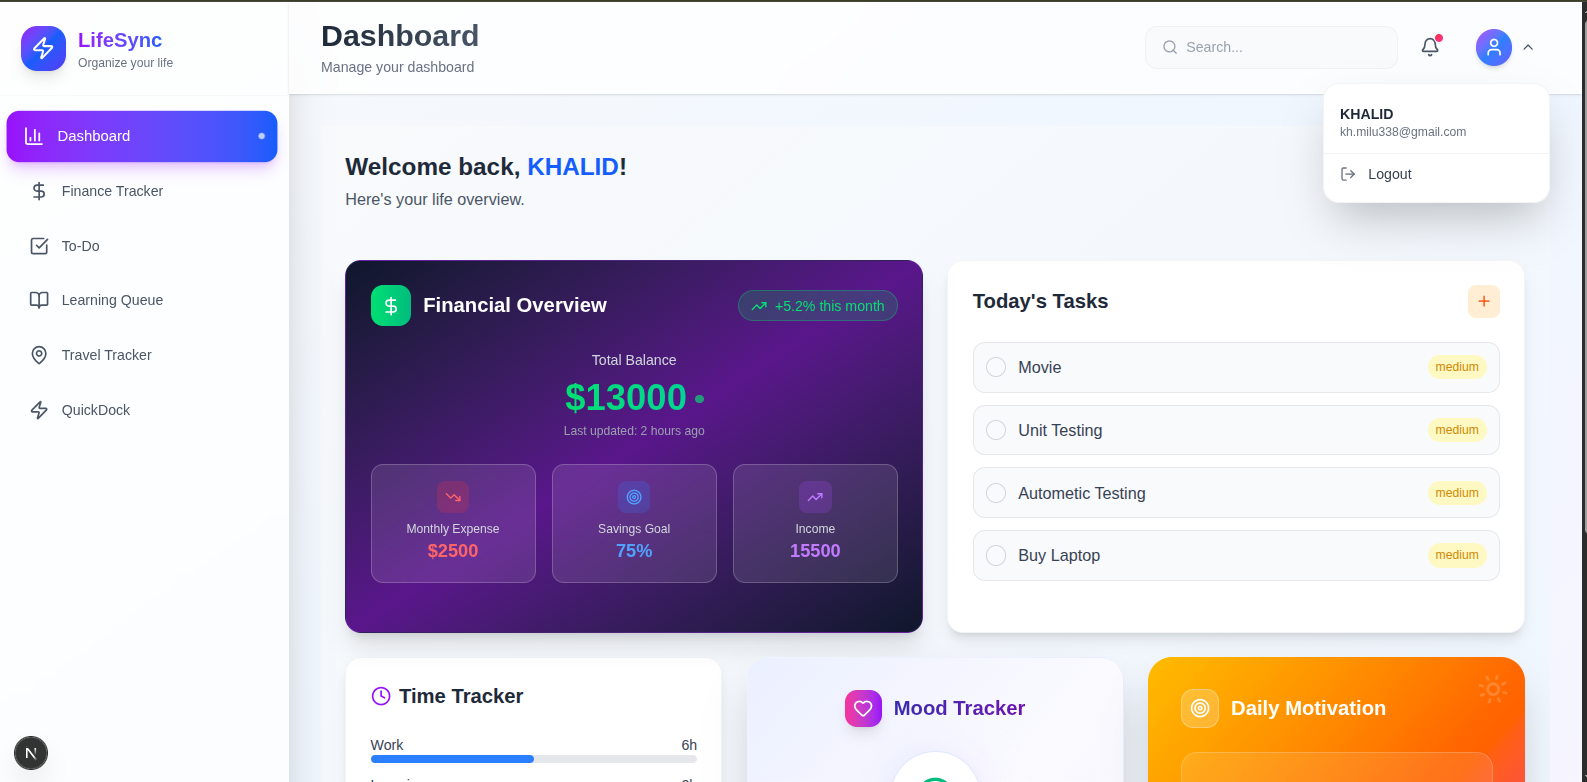 LifeSync
Organize your life
Dashboard
Finance Tracker
To-Do
Learning Queue
Travel Tracker
QuickDock
N
Dashboard
Manage your dashboard
Search...
KHALID
kh.milu338@gmail.com
Logout
Welcome back, KHALID!
Here's your life overview.
Financial Overview
+5.2% this month
Total Balance
$13000
Last updated: 2 hours ago
Monthly Expense
$2500
Savings Goal
75%
Income
15500
Today's Tasks
Movie medium
Unit Testing medium
Autometic Testing medium
Buy Laptop medium
Time Tracker
Work 6h
Mood Tracker
Daily Motivation